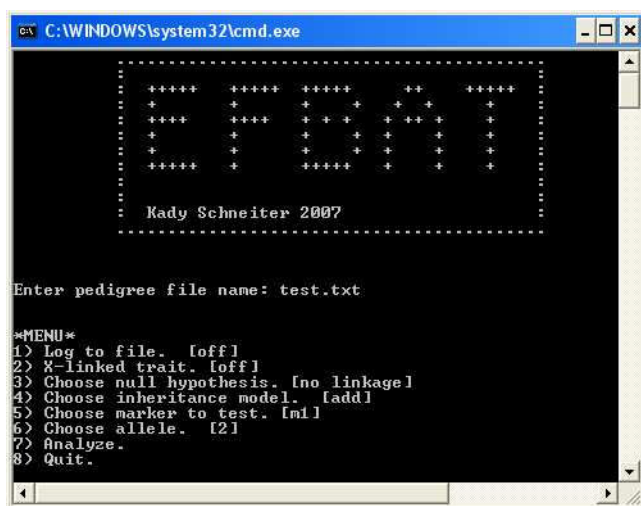 C:\WINDOWS\system32\cmd.exe
EFBAT
Kady Schneiter 2007
Enter pedigree file name: test.txt
*MENU*
1) Log to file. [off]
2) X-linked trait. [off]
3) Choose null hypothesis. [no linkage]
4) Choose inheritance model. [add]
5) Choose marker to test. [m1]
6) Choose allele. [2]
7) Analyze.
8) Quit.